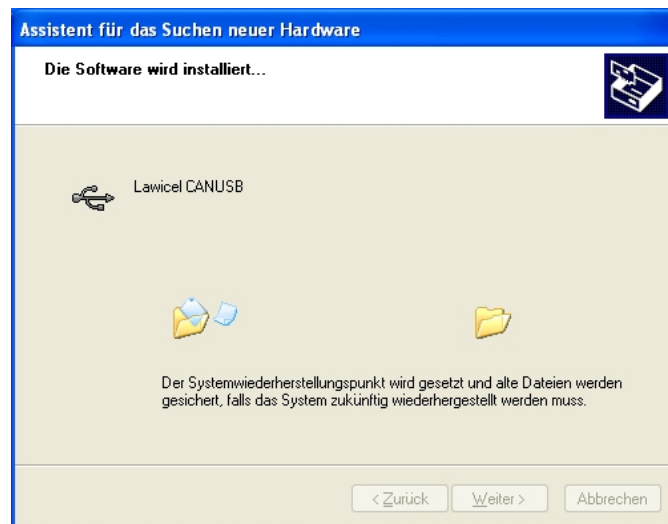 Assistent für das Suchen neuer Hardware
Die Software wird installiert...
Lawicel CANUSB
Der Systemwiederherstellungspunkt wird gesetzt und alte Dateien werden
gesichert, falls das System zukünftig wiederhergestellt werden muss.
< Zurück Weiter > Abbrechen